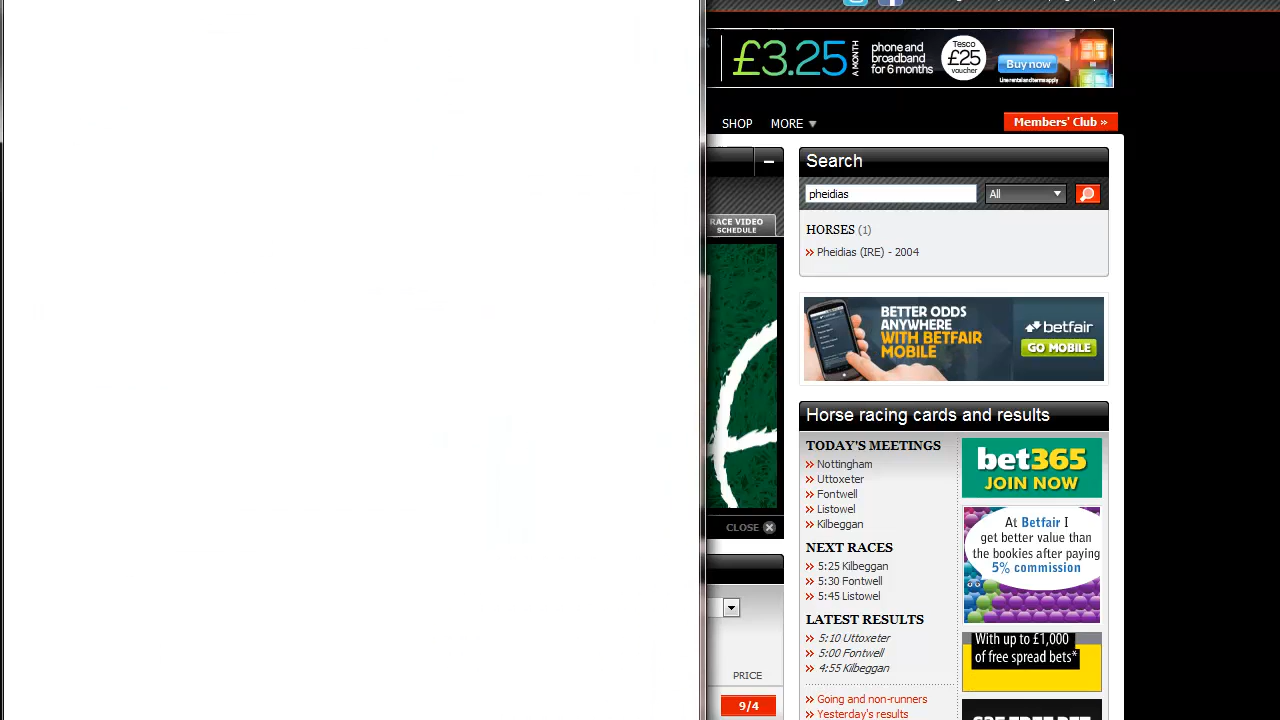 £3.25
A MONTH
phone and
broadband
for 6 months
Tesco
£25
voucher
Buy now
Line rental and terms apply
SHOP
MORE
Members' Club »
Search
pheidias
All
HORSES (1)
Pheidias (IRE) - 2004
RACE VIDEO
SCHEDULE
BETTER ODDS
ANYWHERE
WITH BETFAIR
MOBILE
betfair
GO MOBILE
Horse racing cards and results
TODAY'S MEETINGS
Nottingham
Uttoxeter
Fontwell
Listowel
Kilbeggan
NEXT RACES
5:25 Kilbeggan
5:30 Fontwell
5:45 Listowel
LATEST RESULTS
5:10 Uttoxeter
5:00 Fontwell
4:55 Kilbeggan
Going and non-runners
Yesterday's results
bet365
JOIN NOW
At Betfair I
get better value than
the bookies after paying
5% commission
With up to £1,000
of free spread bets*
CLOSE
PRICE
9/4